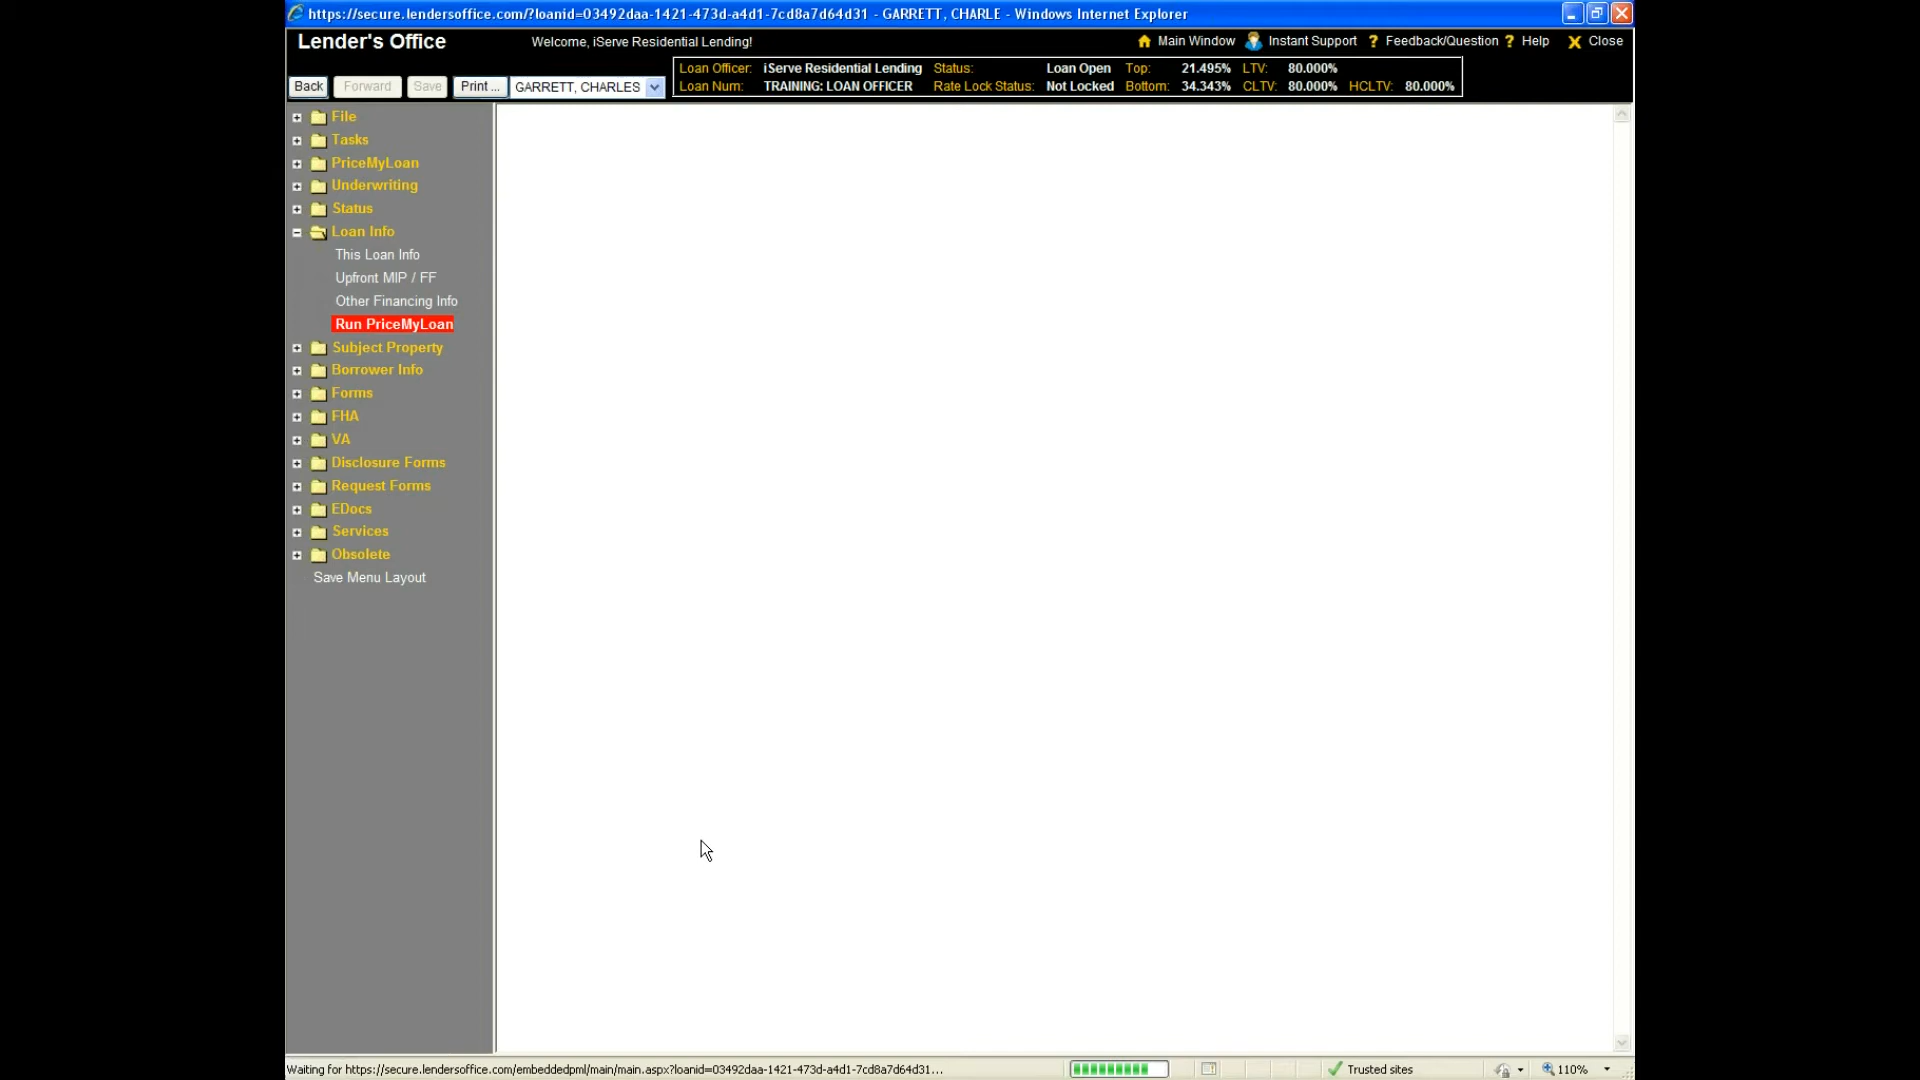 https://secure.lendersoffice.com/?loanid=03492daa-1421-473d-a4d1-7cd8a7d64d31 - GARRETT, CHARLE - Windows Internet Explorer
Lender's Office Welcome, iServe Residential Lending! Main Window Instant Support ? Feedback/Question ? Help X Close
Loan Officer: iServe Residential Lending Status: Loan Open Top: 21.495% LTV: 80.000%
Back Forward Save Print ... GARRETT, CHARLES Loan Num: TRAINING: LOAN OFFICER Rate Lock Status: Not Locked Bottom: 34.343% CLTV: 80.000% HCLTV: 80.000%
File
Tasks
PriceMyLoan
Underwriting
Status
Loan Info
This Loan Info
Upfront MIP / FF
Other Financing Info
Run PriceMyLoan
Subject Property
Borrower Info
Forms
FHA
VA
Disclosure Forms
Request Forms
EDocs
Services
Obsolete
Save Menu Layout
Waiting for https://secure.lendersoffice.com/embeddedpml/main/main.aspx?loanid=03492daa-1421-473d-a4d1-7cd8a7d64d31... Trusted sites 110%